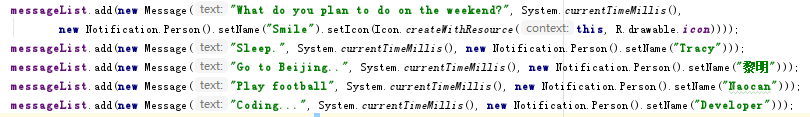 messageList.add(new Message( text: "What do you plan to do on the weekend?", System.currentTimeMillis(),
new Notification.Person().setName("Smile").setIcon(Icon.createWithResource( context: this, R.drawable.icon))));
messageList.add(new Message( text: "Sleep.", System.currentTimeMillis(), new Notification.Person().setName("Tracy")));
messageList.add(new Message( text: "Go to Beijing..", System.currentTimeMillis(), new Notification.Person().setName("黎明")));
messageList.add(new Message( text: "Play football", System.currentTimeMillis(), new Notification.Person().setName("Naocan")));
messageList.add(new Message( text: "Coding...", System.currentTimeMillis(), new Notification.Person().setName("Developer")));